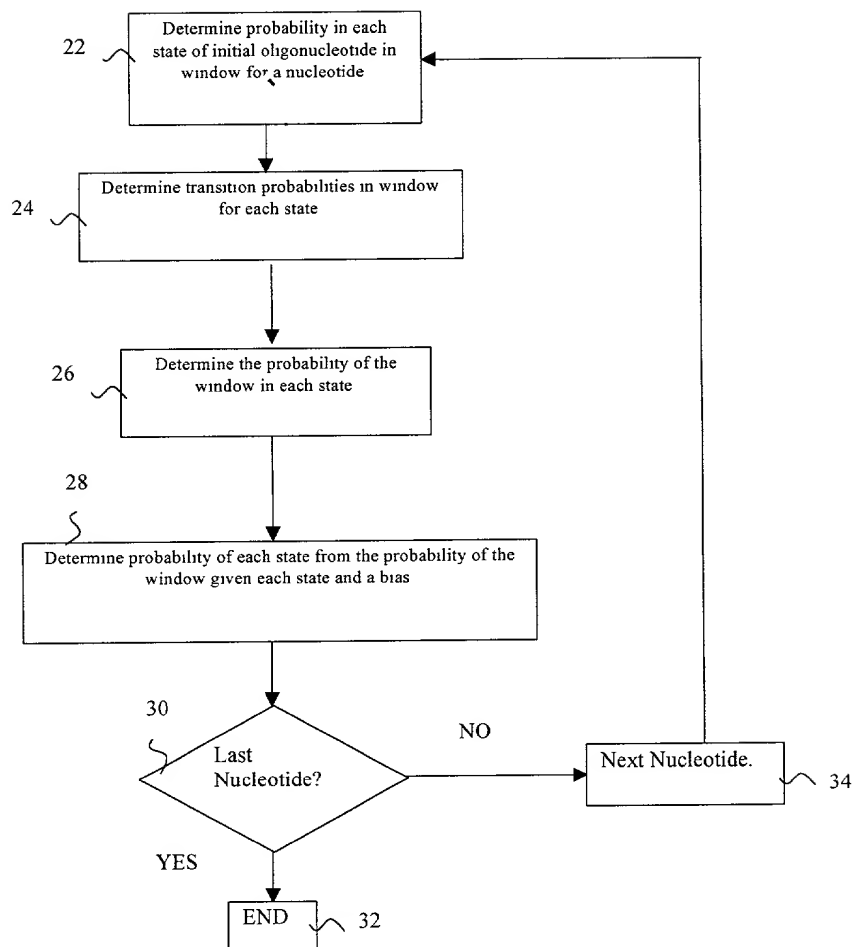 Determine probability in each
state of initial oligonucleotide in
window for a nucleotide
22
Determine transition probabilities in window
for each state
24
Determine the probability of the
window in each state
26
28
Determine probability of each state from the probability of the
window given each state and a bias
30
Last
Nucleotide?
NO
Next Nucleotide.
34
YES
END
32